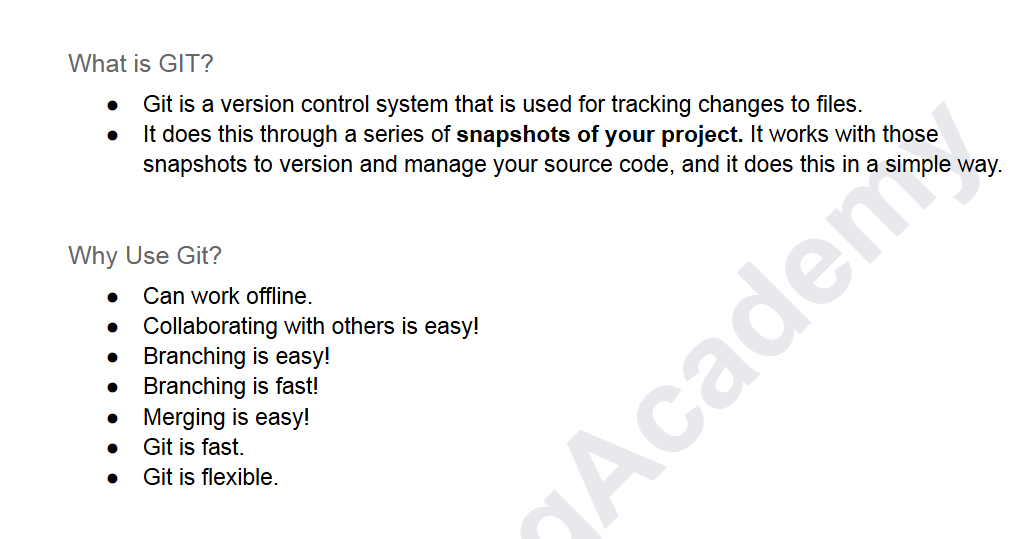 What is GIT?
● Git is a version control system that is used for tracking changes to files.
● It does this through a series of snapshots of your project. It works with those
snapshots to version and manage your source code, and it does this in a simple way.
Why Use Git?
● Can work offline.
● Collaborating with others is easy!
● Branching is easy!
● Branching is fast!
● Merging is easy!
● Git is fast.
● Git is flexible.
Academy